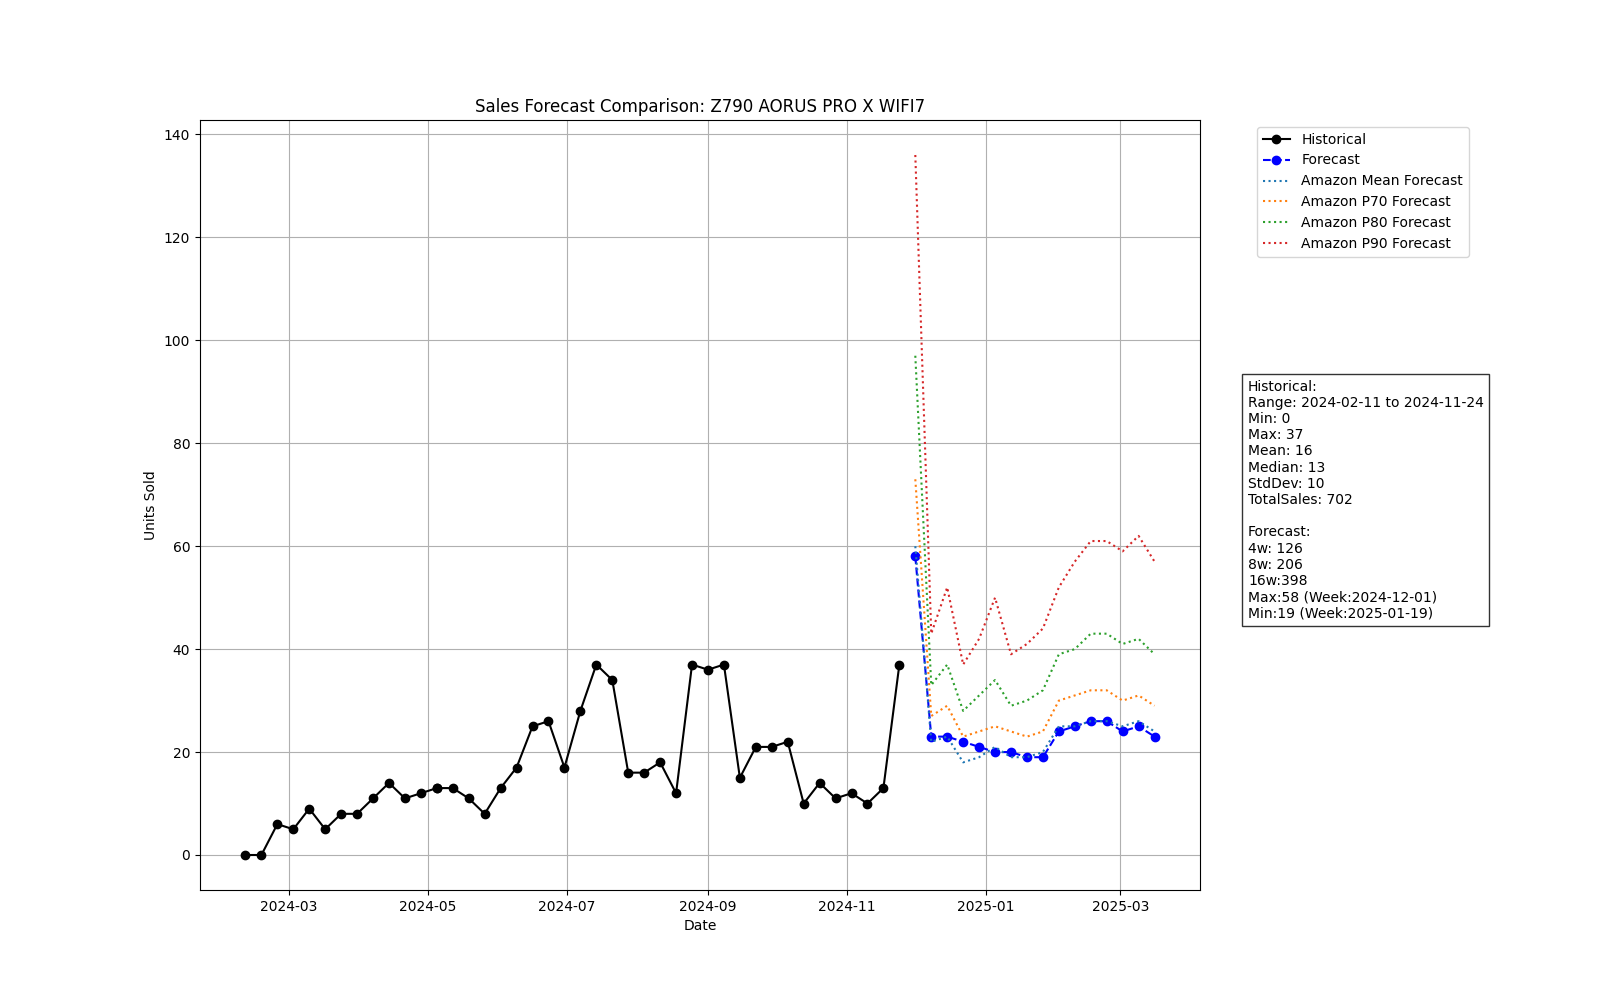 Sales Forecast Comparison: Z790 AORUS PRO X WIFI7
140
120
100
80
60
40
20
0
Units Sold
2024-03
2024-05
2024-07
2024-09
2024-11
2025-01
2025-03
Date
Historical
Forecast
Amazon Mean Forecast
Amazon P70 Forecast
Amazon P80 Forecast
Amazon P90 Forecast
Historical:
Range: 2024-02-11 to 2024-11-24
Min: 0
Max: 37
Mean: 16
Median: 13
StdDev: 10
TotalSales: 702
Forecast:
4w: 126
8w: 206
16w:398
Max:58 (Week:2024-12-01)
Min:19 (Week:2025-01-19)